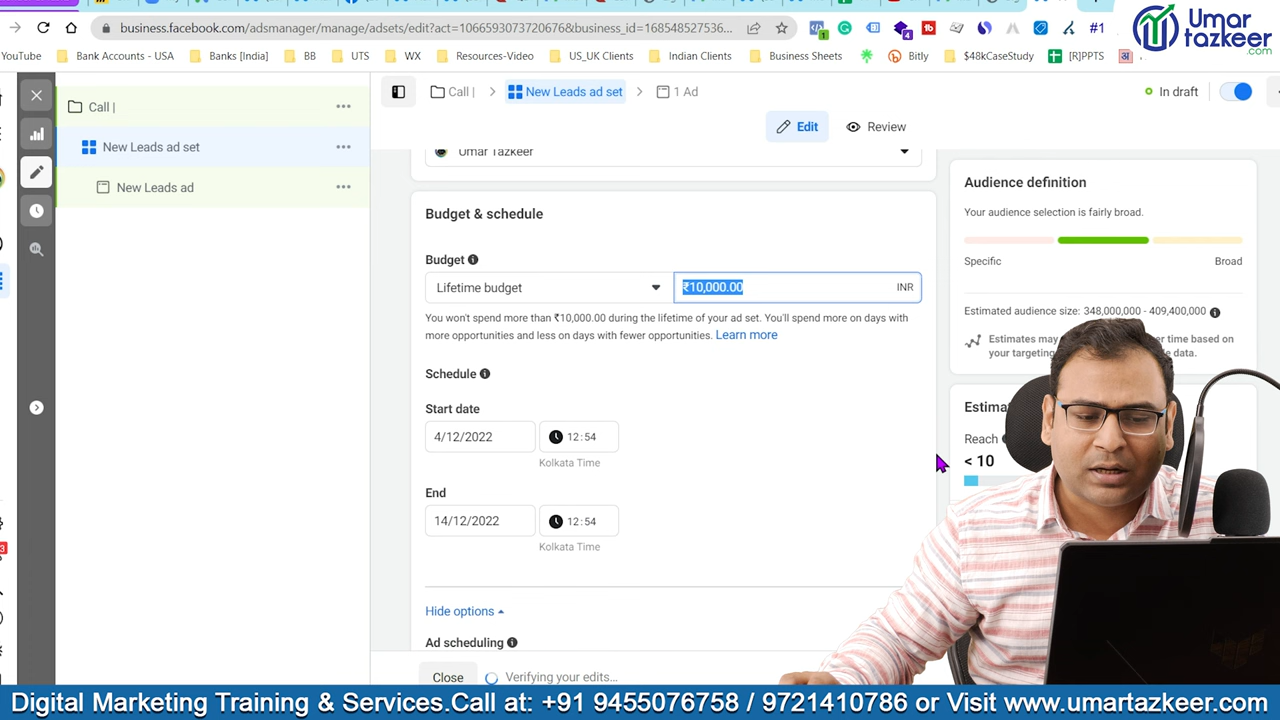 business.facebook.com/adsmanager/manage/adsets/edit?act=1066593073720676&business_id=168548527536...
#1
Umar
tazkeer
.com
YouTube
Bank Accounts - USA
Banks [India]
BB
UTS
WX
Resources-Video
US_UK Clients
Indian Clients
Business Sheets
Bitly
$48kCaseStudy
[R]PPTS
Call |
New Leads ad set
1 Ad
In draft
Edit
Review
Call |
New Leads ad set
New Leads ad
Umar Tazkeer
Budget & schedule
Budget
Lifetime budget
₹10,000.00
INR
You won't spend more than ₹10,000.00 during the lifetime of your ad set. You'll spend more on days with
more opportunities and less on days with fewer opportunities. Learn more
Schedule
Start date
4/12/2022
12:54
Kolkata Time
End
14/12/2022
12:54
Kolkata Time
Hide options
Ad scheduling
Close
Verifying your edits...
Audience definition
Your audience selection is fairly broad.
Specific
Broad
Estimated audience size: 348,000,000 - 409,400,000
Estimates may time based on
your targeting data.
Reach
< 10
Digital Marketing Training & Services.Call at: +91 9455076758 / 9721410786 or Visit www.umartazkeer.com